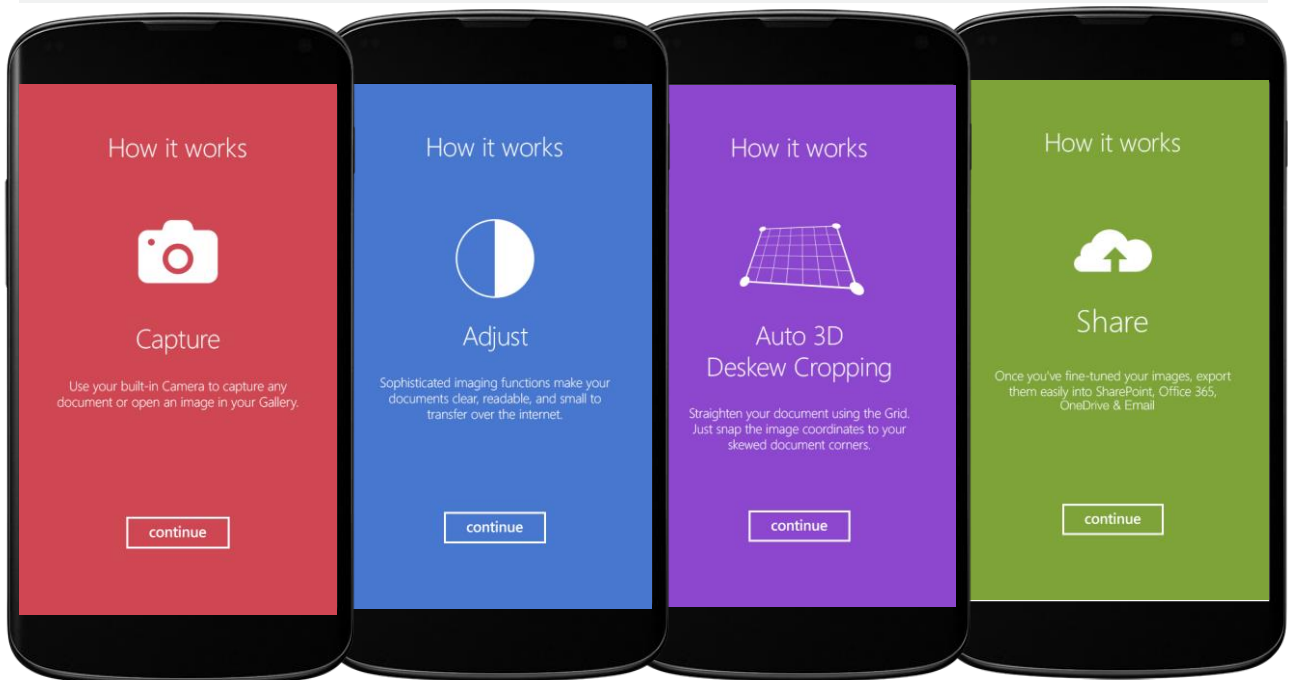 How it works
Capture
Use your built-in Camera to capture any
document or open an image in your Gallery.
continue
How it works
Adjust
Sophisticated imaging functions make your
documents clear, readable, and small to
transfer over the internet.
continue
How it works
Auto 3D
Deskew Cropping
Straighten your document using the Grid.
Just snap the image coordinates to your
skewed document corners.
continue
How it works
Share
Once you've fine-tuned your images, export
them easily into SharePoint, Office 365,
OneDrive & Email
continue